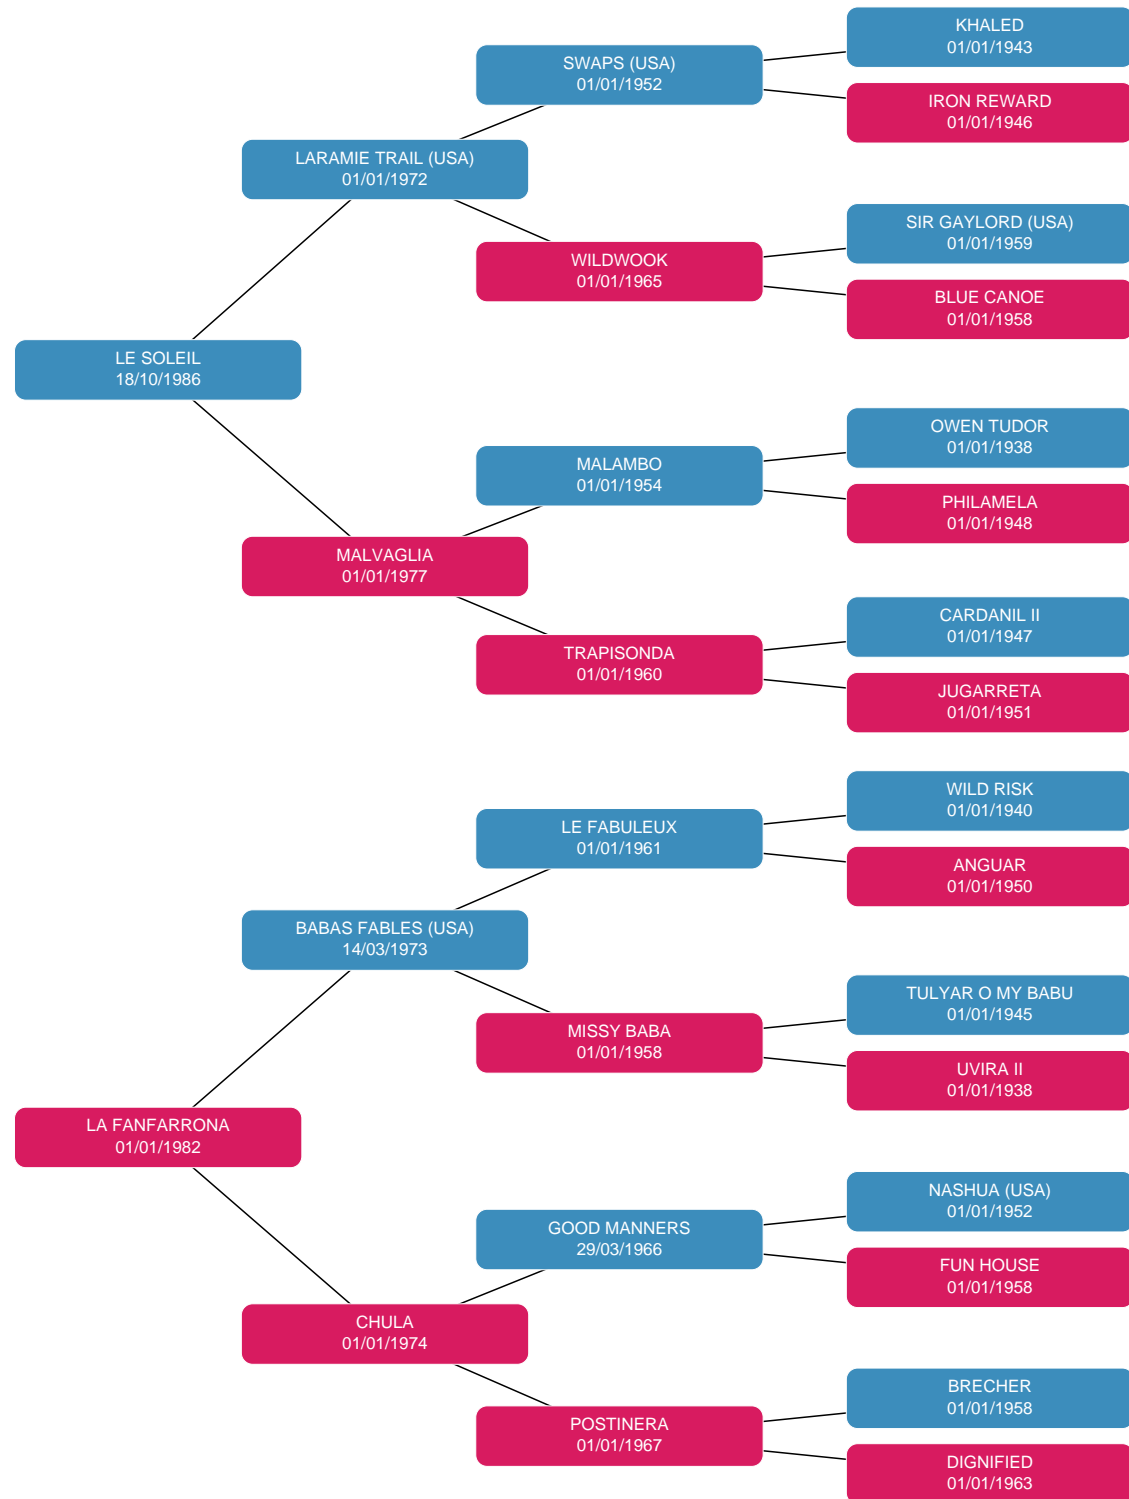 KHALED
01/01/1943
SWAPS (USA)
01/01/1952
IRON REWARD
01/01/1946
LARAMIE TRAIL (USA)
01/01/1972
SIR GAYLORD (USA)
01/01/1959
WILDWOOK
01/01/1965
BLUE CANOE
01/01/1958
LE SOLEIL
18/10/1986
OWEN TUDOR
01/01/1938
MALAMBO
01/01/1954
PHILAMELA
01/01/1948
MALVAGLIA
01/01/1977
CARDANIL II
01/01/1947
TRAPISONDA
01/01/1960
JUGARRETA
01/01/1951
WILD RISK
01/01/1940
LE FABULEUX
01/01/1961
ANGUAR
01/01/1950
BABAS FABLES (USA)
14/03/1973
TULYAR O MY BABU
01/01/1945
MISSY BABA
01/01/1958
UVIRA II
01/01/1938
LA FANFARRONA
01/01/1982
NASHUA (USA)
01/01/1952
GOOD MANNERS
29/03/1966
FUN HOUSE
01/01/1958
CHULA
01/01/1974
BRECHER
01/01/1958
POSTINERA
01/01/1967
DIGNIFIED
01/01/1963